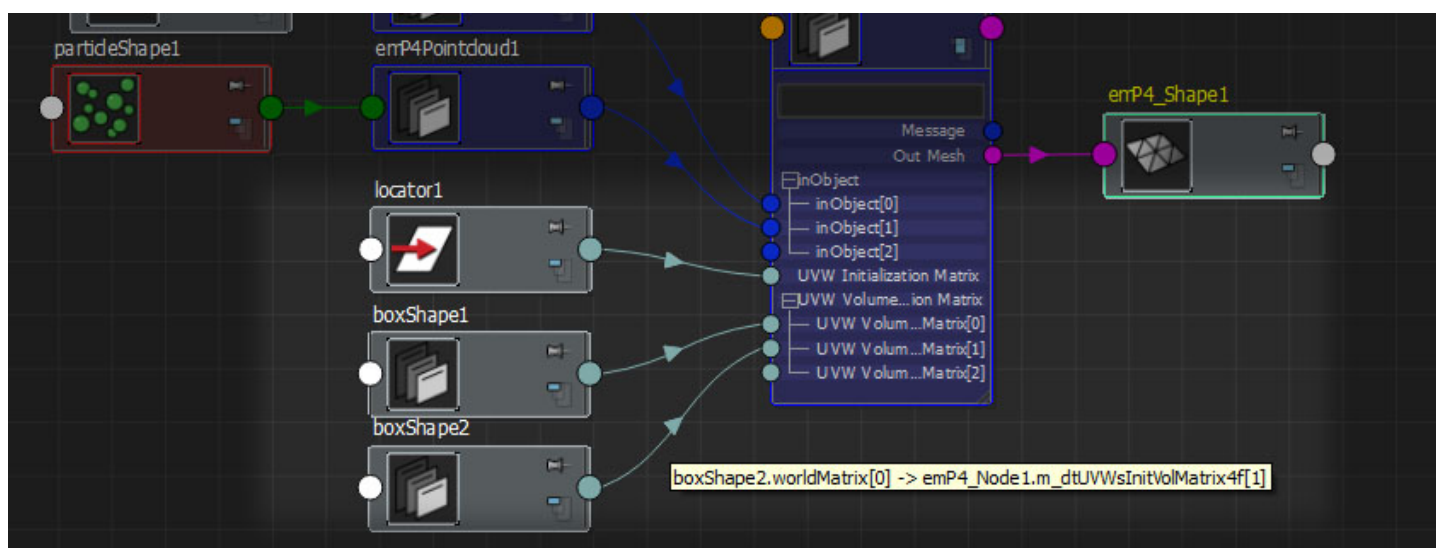 particleShape1
emP4Pointcloud1
emP4_Shape1
Message
Out Mesh
locator1
inObject
inObject[0]
inObject[1]
inObject[2]
UVW Initialization Matrix
UVW Volume...ion Matrix
boxShape1
UVW Volum...Matrix[0]
UVW Volum...Matrix[1]
UVW Volum...Matrix[2]
boxShape2
boxShape2.worldMatrix[0] -> emP4_Node1.m_dtUVWsInitVolMatrix4f[1]